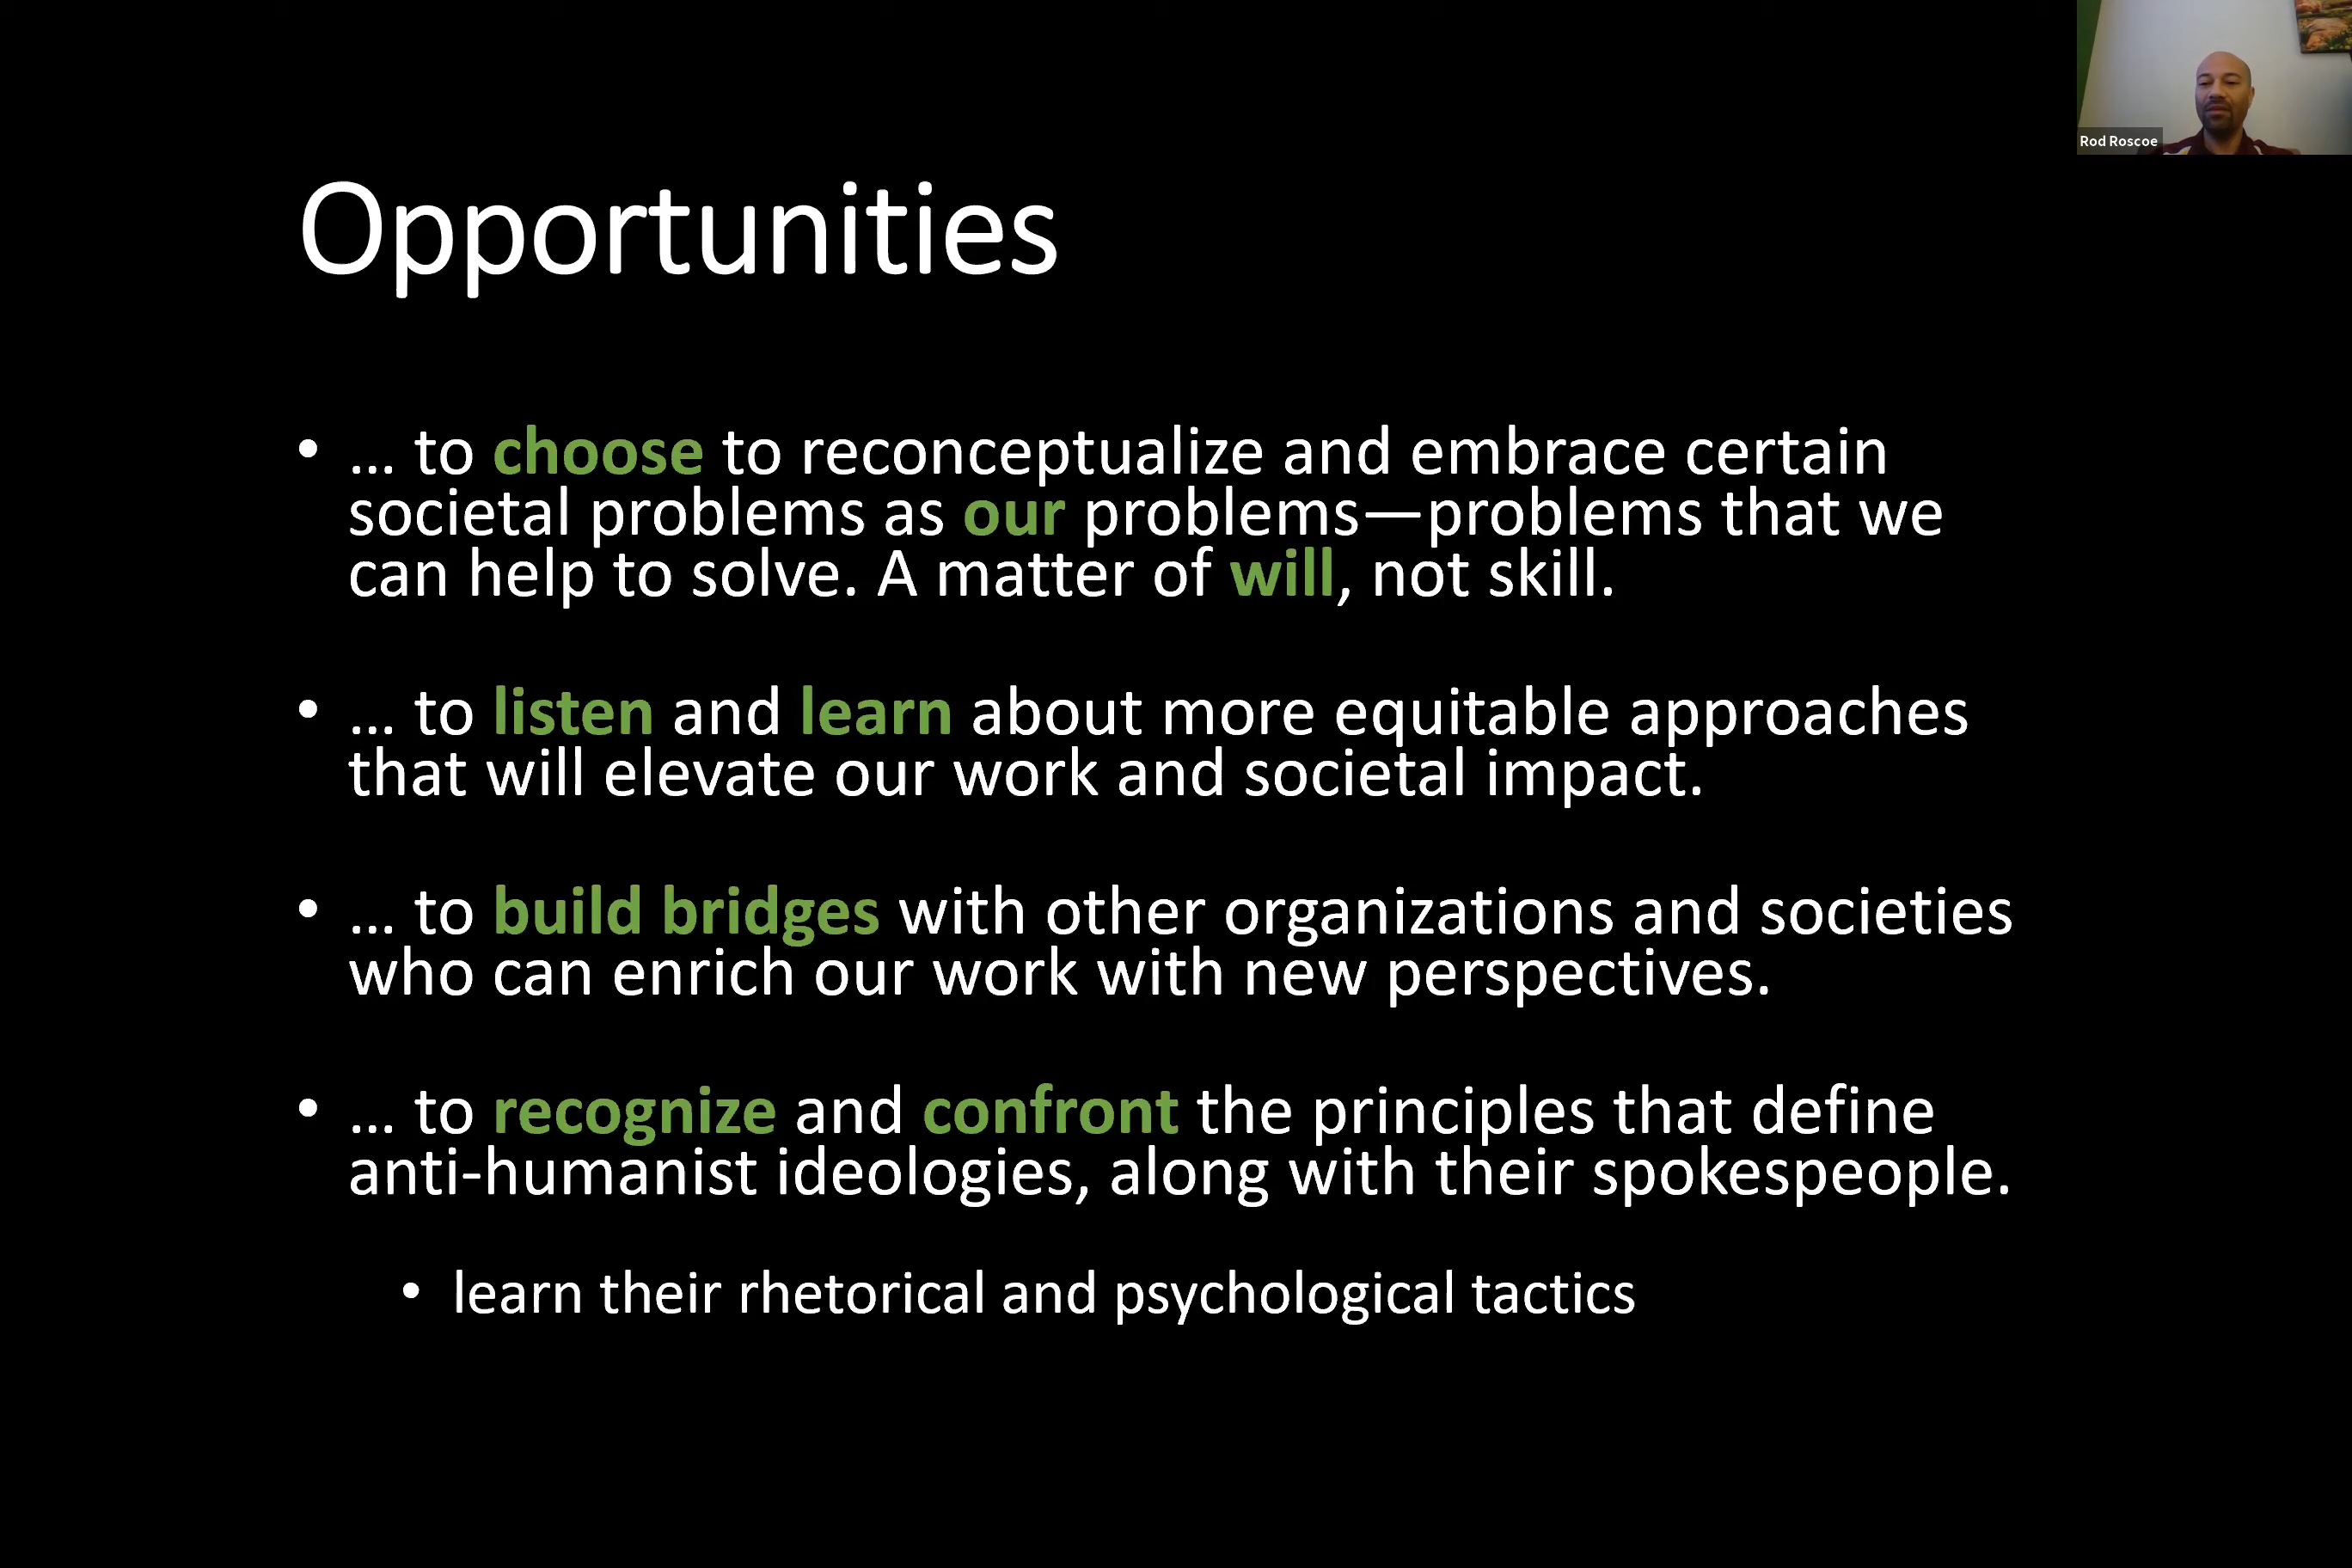 Rod Roscoe
Opportunities
• … to choose to reconceptualize and embrace certain
societal problems as our problems—problems that we
can help to solve. A matter of will, not skill.
• … to listen and learn about more equitable approaches
that will elevate our work and societal impact.
• … to build bridges with other organizations and societies
who can enrich our work with new perspectives.
• … to recognize and confront the principles that define
anti-humanist ideologies, along with their spokespeople.
• learn their rhetorical and psychological tactics